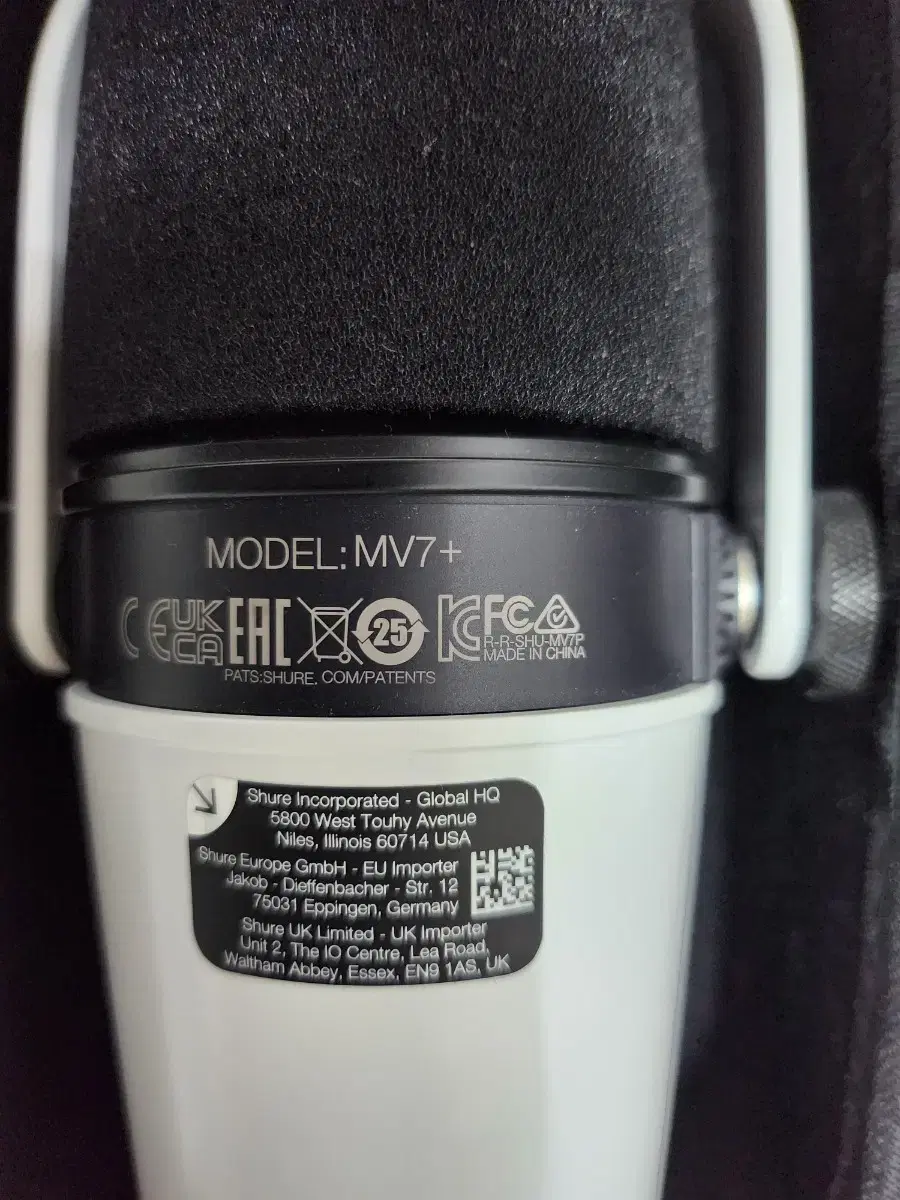 MODEL: MV7+
CE UK CA EAC 25 KC FC
R-R-SHU-MV7P
MADE IN CHINA
PATS:SHURE. COM/PATENTS
Shure Incorporated - Global HQ
5800 West Touhy Avenue
Niles, Illinois 60714 USA
Shure Europe GmbH - EU Importer
Jakob - Dieffenbacher - Str. 12
75031 Eppingen, Germany
Shure UK Limited - UK Importer
Unit 2, The IO Centre, Lea Road,
Waltham Abbey, Essex, EN9 1AS, UK